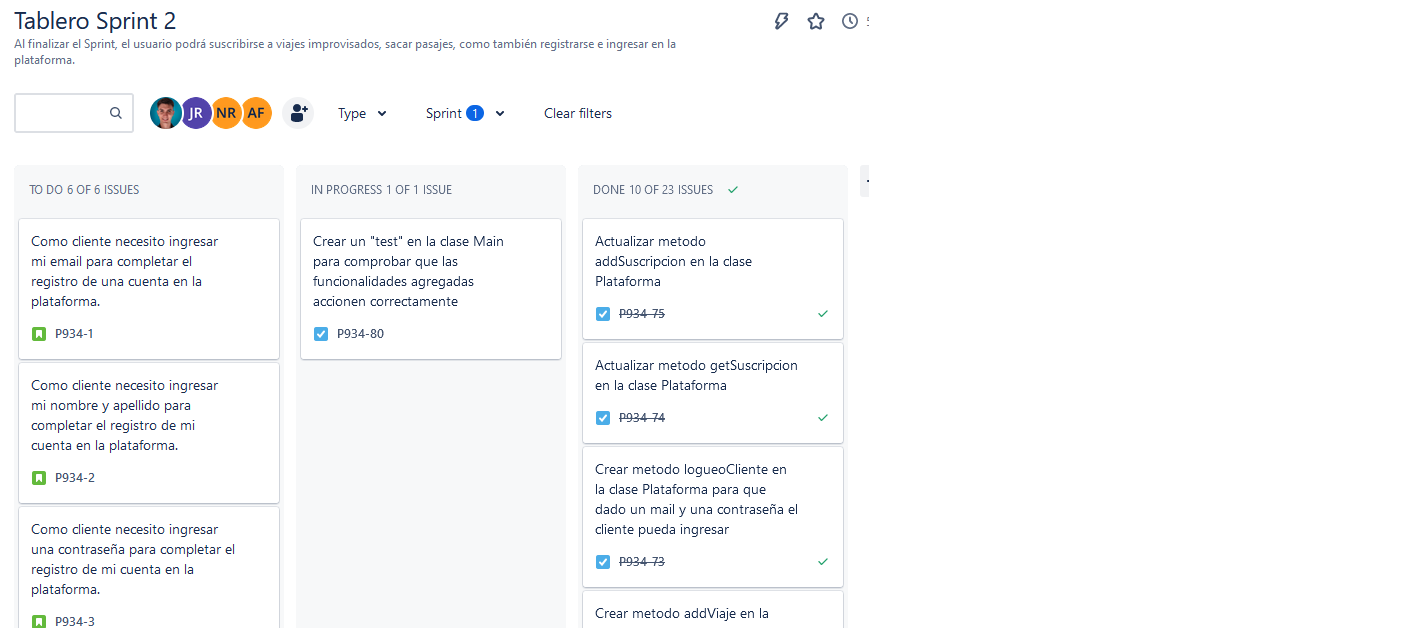 Tablero Sprint 2
Al finalizar el Sprint, el usuario podrá suscribirse a viajes improvisados, sacar pasajes, como también registrarse e ingresar en la
plataforma.
JR NR AF Type Sprint 1 Clear filters
TO DO 6 OF 6 ISSUES
Como cliente necesito ingresar
mi email para completar el
registro de una cuenta en la
plataforma.
P934-1
Como cliente necesito ingresar
mi nombre y apellido para
completar el registro de mi
cuenta en la plataforma.
P934-2
Como cliente necesito ingresar
una contraseña para completar el
registro de mi cuenta en la
plataforma.
P934-3
IN PROGRESS 1 OF 1 ISSUE
Crear un "test" en la clase Main
para comprobar que las
funcionalidades agregadas
accionen correctamente
P934-80
DONE 10 OF 23 ISSUES
Actualizar metodo
addSuscripcion en la clase
Plataforma
P934-75
Actualizar metodo getSuscripcion
en la clase Plataforma
P934-74
Crear metodo logueoCliente en
la clase Plataforma para que
dado un mail y una contraseña el
cliente pueda ingresar
P934-73
Crear metodo addViaje en la